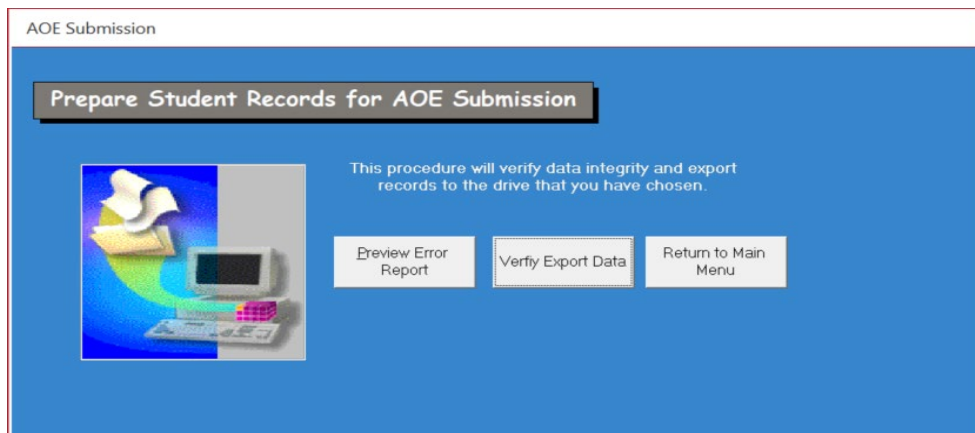 AOE Submission
Prepare Student Records for AOE Submission
This procedure will verify data integrity and export
records to the drive that you have chosen.
Preview Error
Report
Verfiy Export Data
Return to Main
Menu